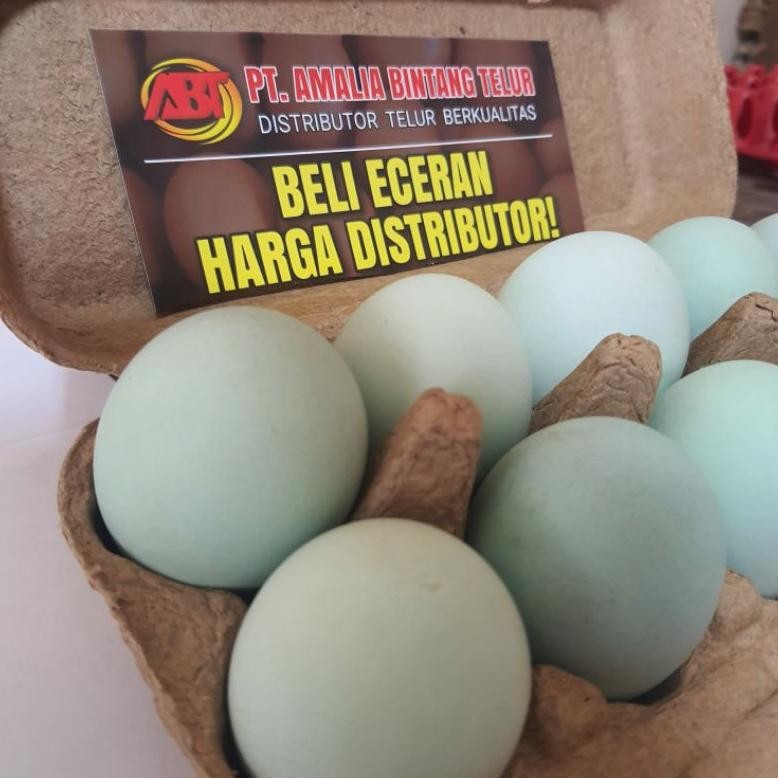 ABT
PT. AMALIA BINTANG TELUR
DISTRIBUTOR TELUR BERKUALITAS
BELI ECERAN
HARGA DISTRIBUTOR!